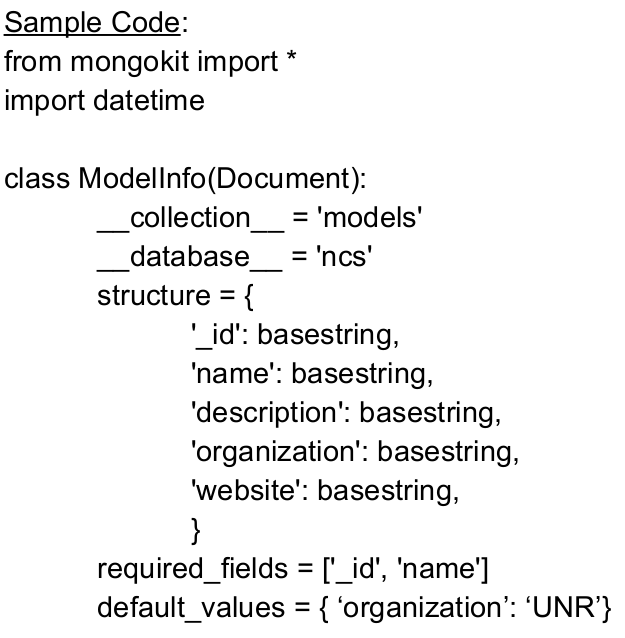 Sample Code:
from mongokit import *
import datetime
class ModelInfo(Document):
__collection__ = 'models'
__database__ = 'ncs'
structure = {
'_id': basestring,
'name': basestring,
'description': basestring,
'organization': basestring,
'website': basestring,
}
required_fields = ['_id', 'name']
default_values = { ‘organization’: ‘UNR’}